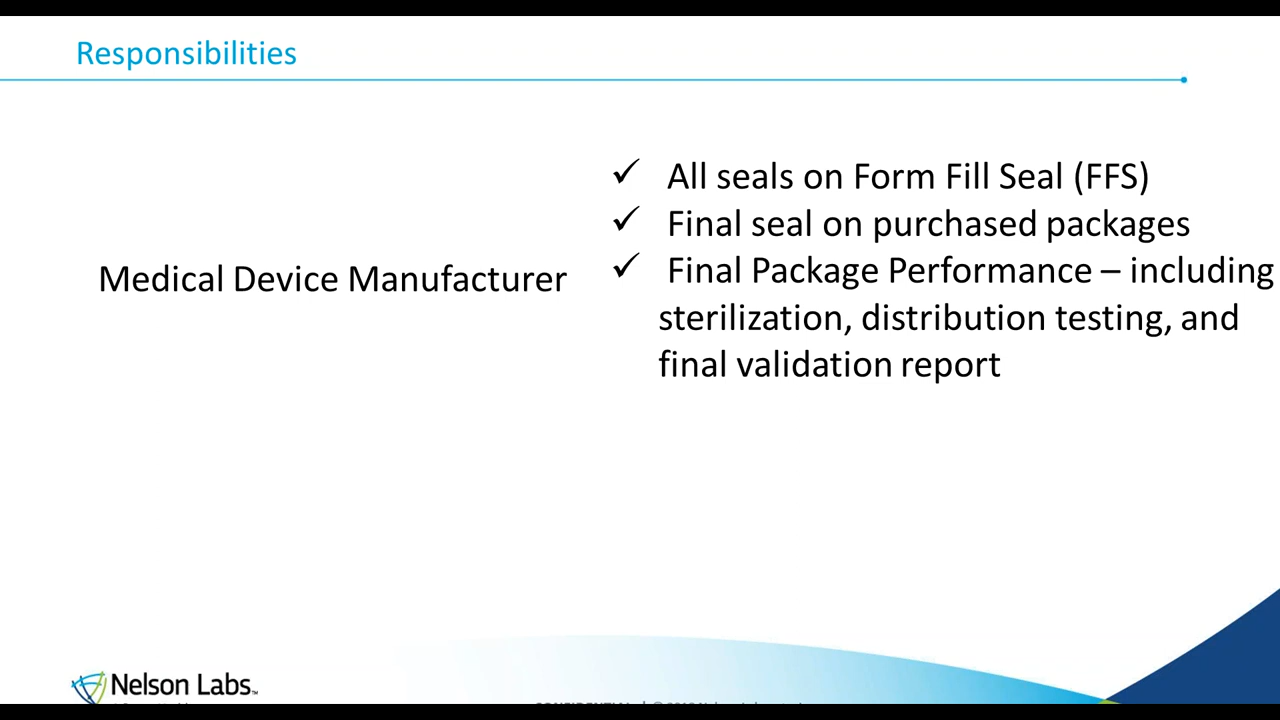 Responsibilities
✓ All seals on Form Fill Seal (FFS)
✓ Final seal on purchased packages
Medical Device Manufacturer
✓ Final Package Performance – including
sterilization, distribution testing, and
final validation report
Nelson Labs™